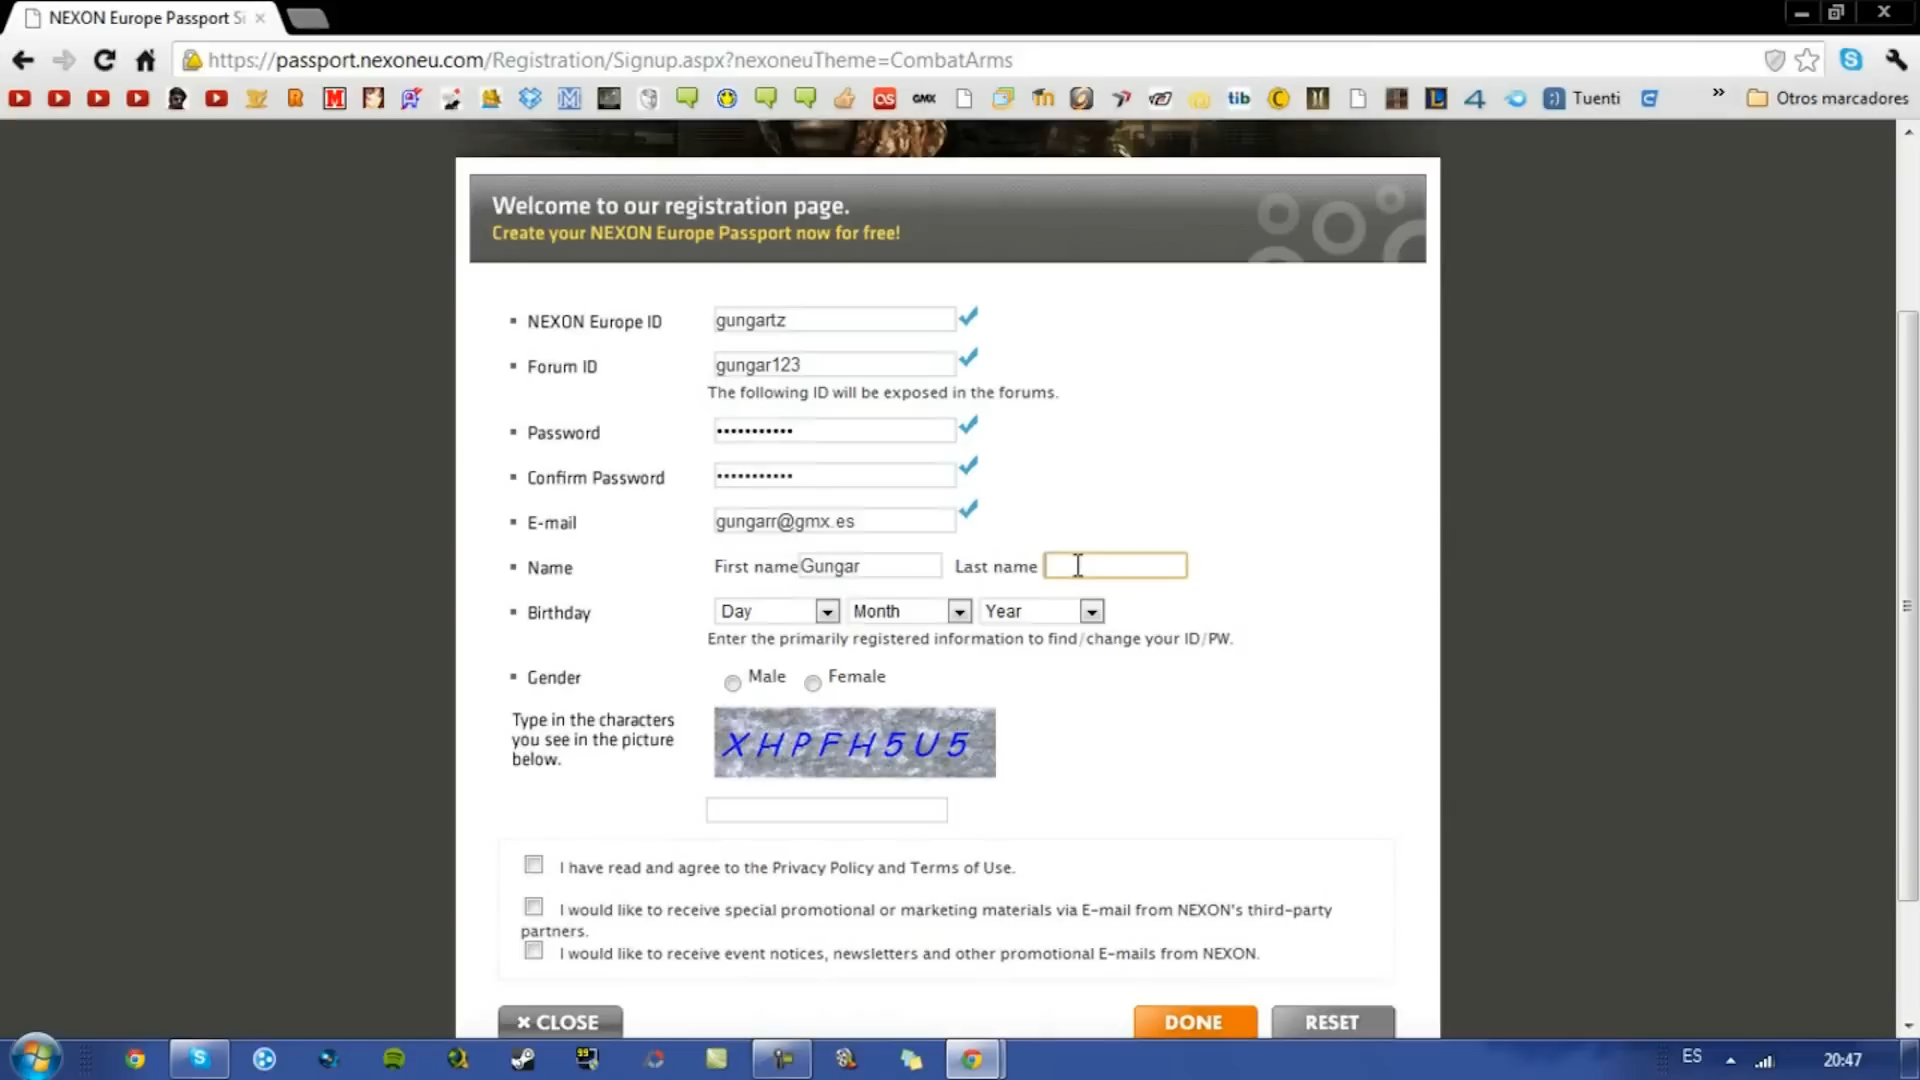 NEXON Europe Passport Si
https://passport.nexoneu.com/Registration/Signup.aspx?nexoneuTheme=CombatArms
GMX
tib
Tuenti
»
Otros marcadores
Welcome to our registration page.
Create your NEXON Europe Passport now for free!
NEXON Europe ID gungartz
Forum ID gungar123
The following ID will be exposed in the forums.
Password •••••••••••
Confirm Password •••••••••••
E-mail gungarr@gmx.es
Name First name Gungar Last name
Birthday Day Month Year
Enter the primarily registered information to find/change your ID/PW.
Gender Male Female
Type in the characters
you see in the picture
below.
XHPFH5U5
I have read and agree to the Privacy Policy and Terms of Use.
I would like to receive special promotional or marketing materials via E-mail from NEXON's third-party
partners.
I would like to receive event notices, newsletters and other promotional E-mails from NEXON.
× CLOSE DONE RESET
99
ES 20:47